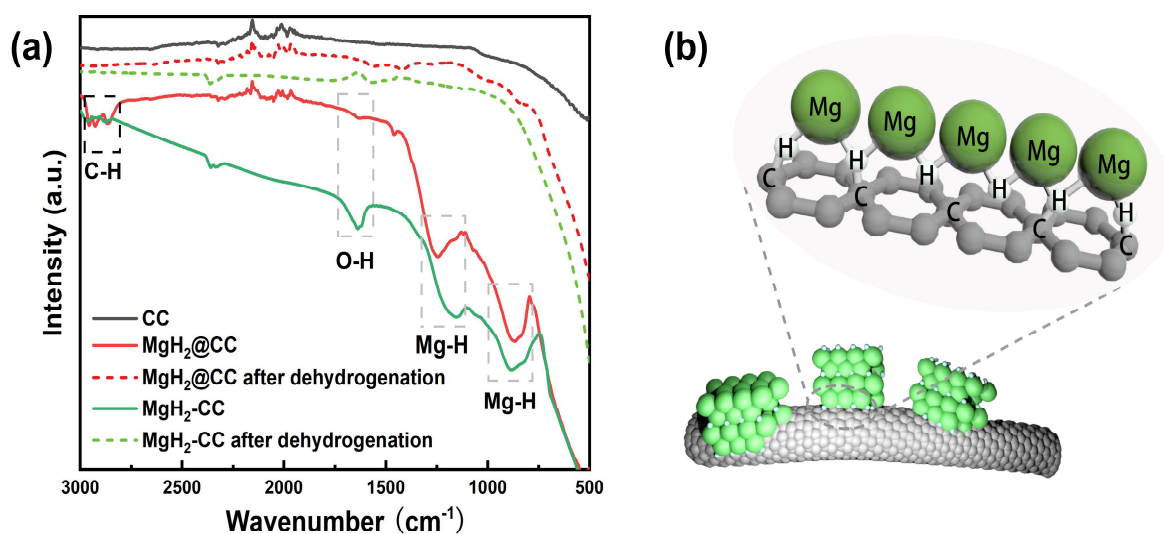 (a)
Intensity (a.u.)
C-H
O-H
Mg-H
Mg-H
CC
MgH₂@CC
MgH₂@CC after dehydrogenation
MgH₂-CC
MgH₂-CC after dehydrogenation
3000 2500 2000 1500 1000 500
Wavenumber (cm⁻¹)
(b)
Mg Mg Mg Mg Mg
H H H H H H
C C C C C